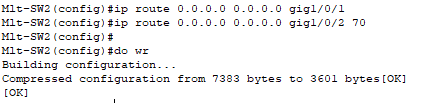 Mlt-SW2(config)#ip route 0.0.0.0 0.0.0.0 gig1/0/1
Mlt-SW2(config)#ip route 0.0.0.0 0.0.0.0 gig1/0/2 70
Mlt-SW2(config)#
Mlt-SW2(config)#do wr
Building configuration...
Compressed configuration from 7383 bytes to 3601 bytes[OK]
[OK]